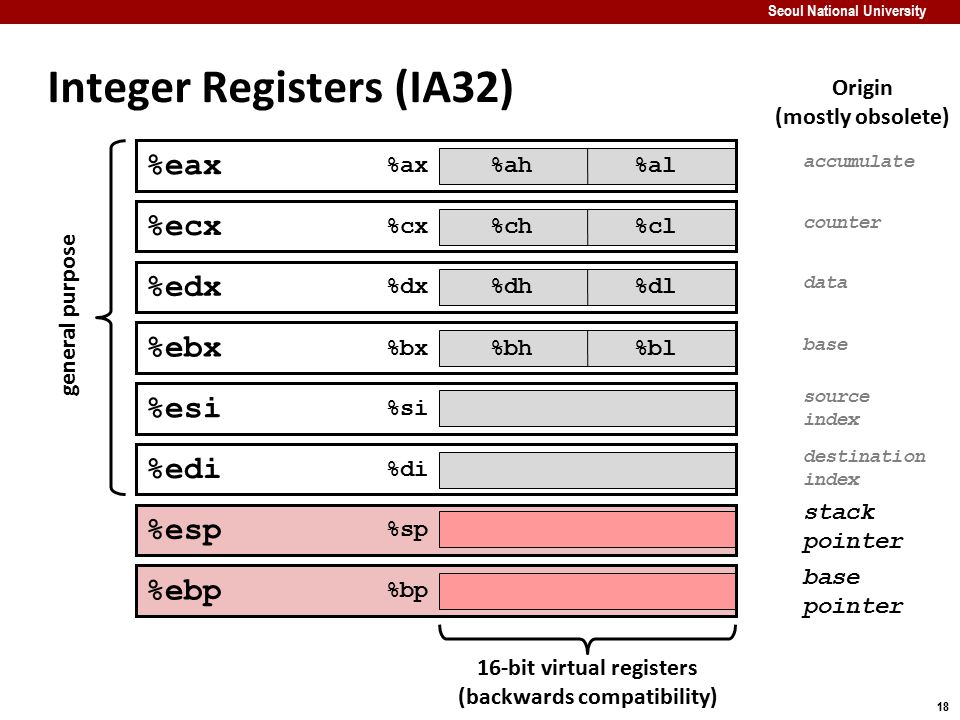 Seoul National University
Integer Registers (IA32)
Origin
(mostly obsolete)
%eax %ax %ah %al accumulate
%ecx %cx %ch %cl counter
%edx %dx %dh %dl data
%ebx %bx %bh %bl base
%esi %si source
index
%edi %di destination
index
%esp %sp stack
pointer
%ebp %bp base
pointer
general purpose
16-bit virtual registers
(backwards compatibility)
18